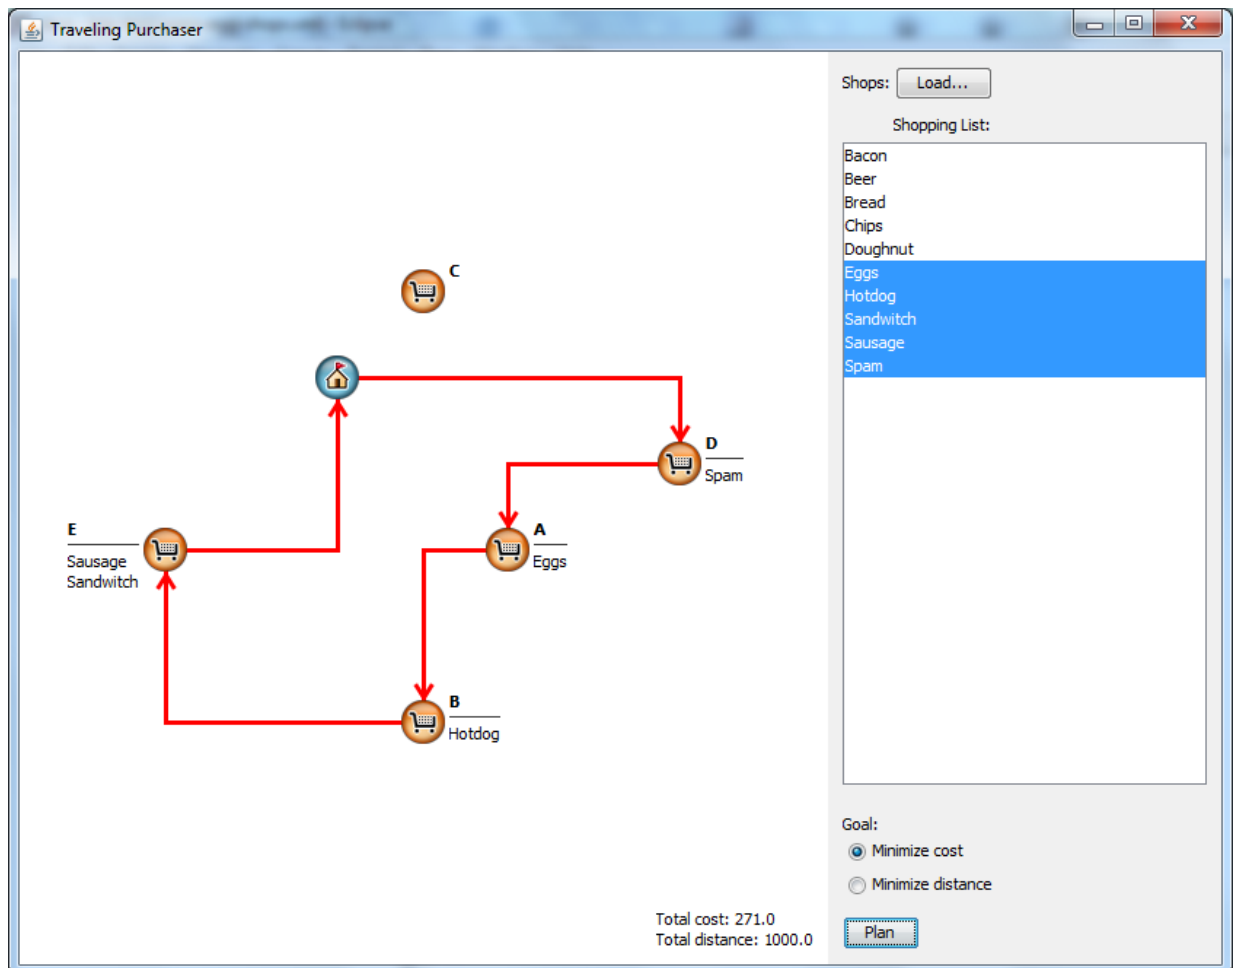 Traveling Purchaser
Shops:
Load...
Shopping List:
Bacon
Beer
Bread
Chips
Doughnut
Eggs
Hotdog
Sandwitch
Sausage
Spam
C
D
Spam
E
Sausage
Sandwitch
A
Eggs
B
Hotdog
Goal:
Minimize cost
Minimize distance
Total cost: 271.0
Total distance: 1000.0
Plan